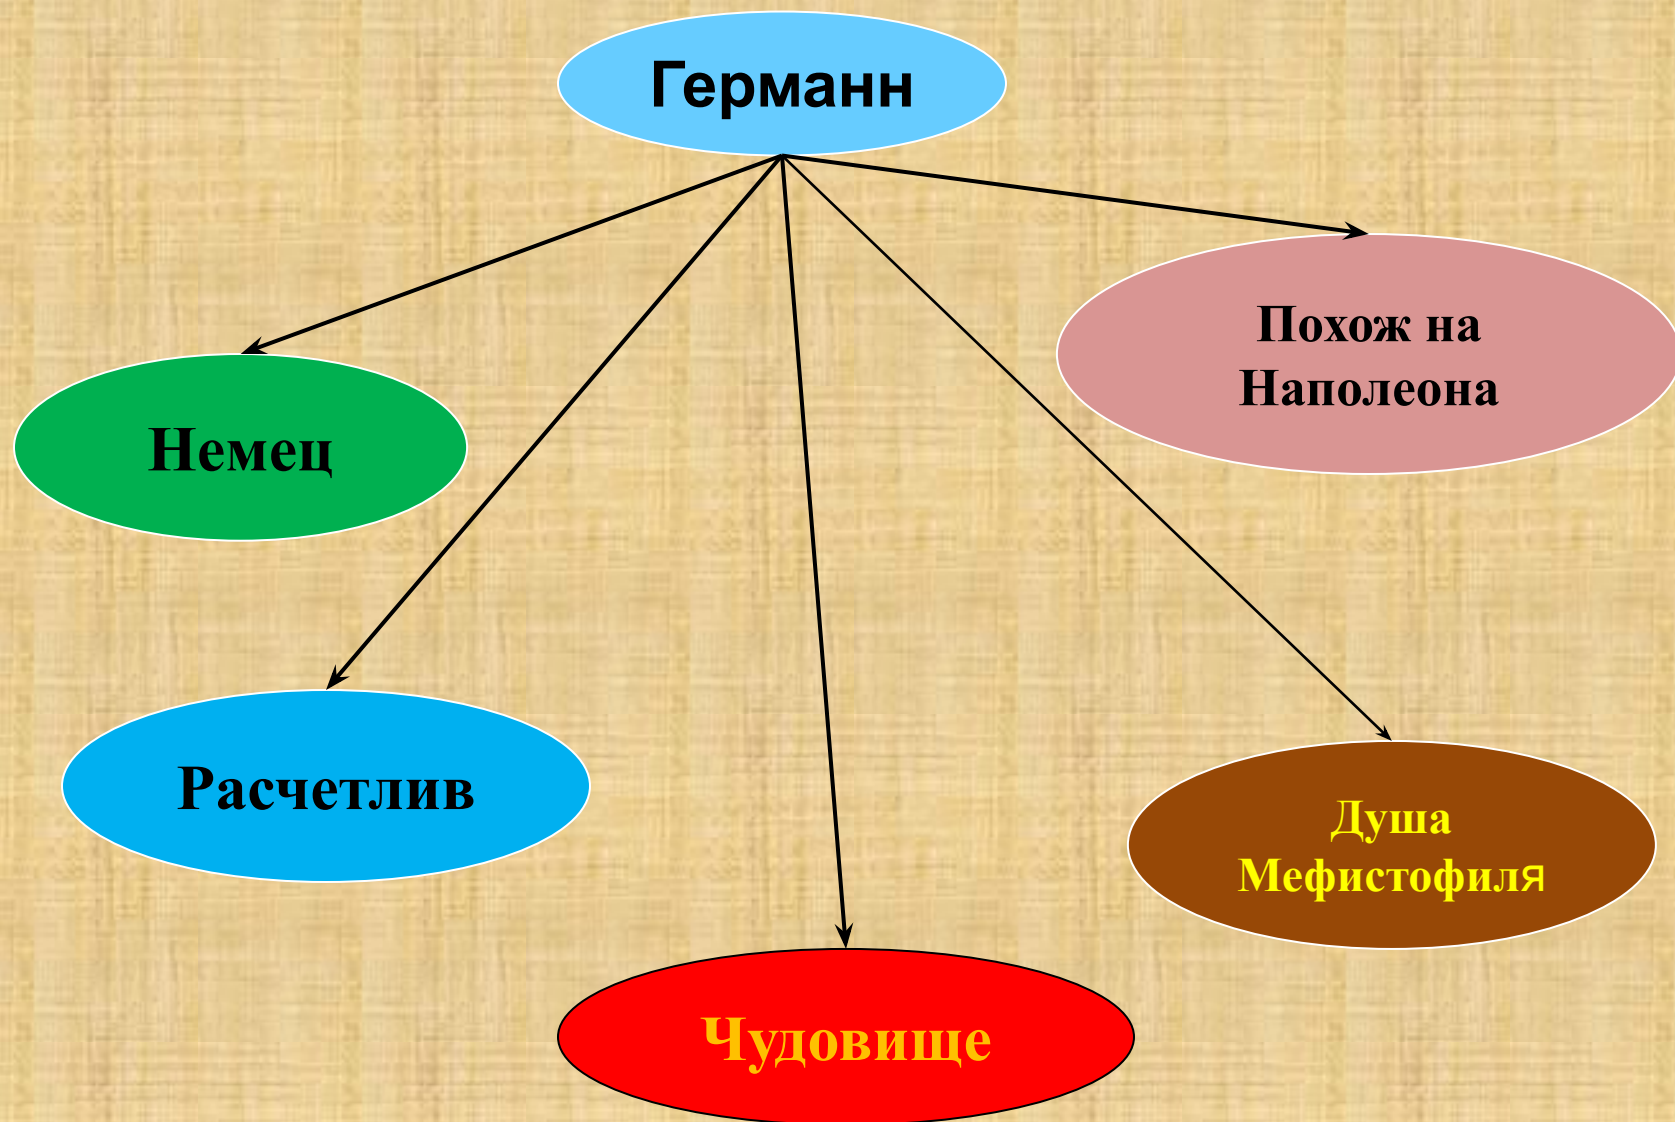 Германн
Похож на
Наполеона
Немец
Расчетлив
Душа
Мефистофиля
Чудовище